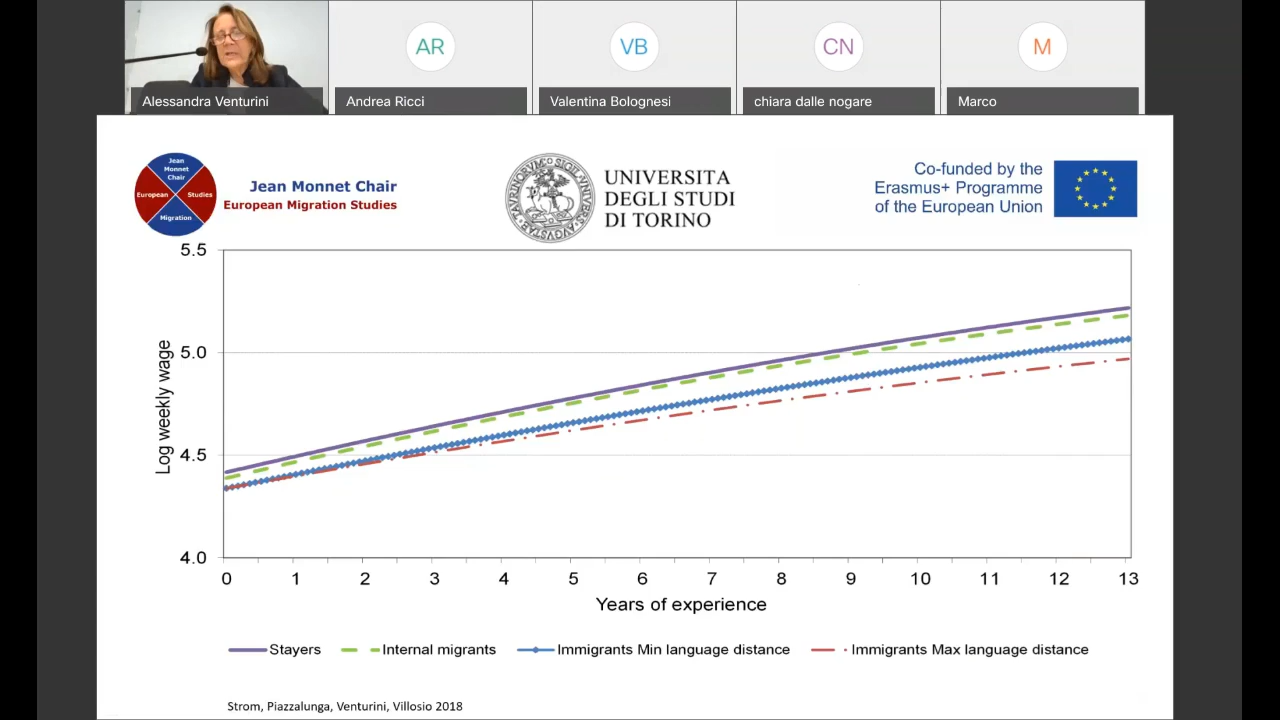 AR
VB
CN
M
Alessandra Venturini
Andrea Ricci
Valentina Bolognesi
chiara dalle nogare
Marco
Jean
Monnet
Chair
European
Studies
Migration
Jean Monnet Chair
European Migration Studies
UNIVERSITA
DEGLI STUDI
DI TORINO
Co-funded by the
Erasmus+ Programme
of the European Union
5.5
5.0
4.5
4.0
Log weekly wage
0 1 2 3 4 5 6 7 8 9 10 11 12 13
Years of experience
Stayers Internal migrants Immigrants Min language distance Immigrants Max language distance
Strom, Piazzalunga, Venturini, Villosio 2018